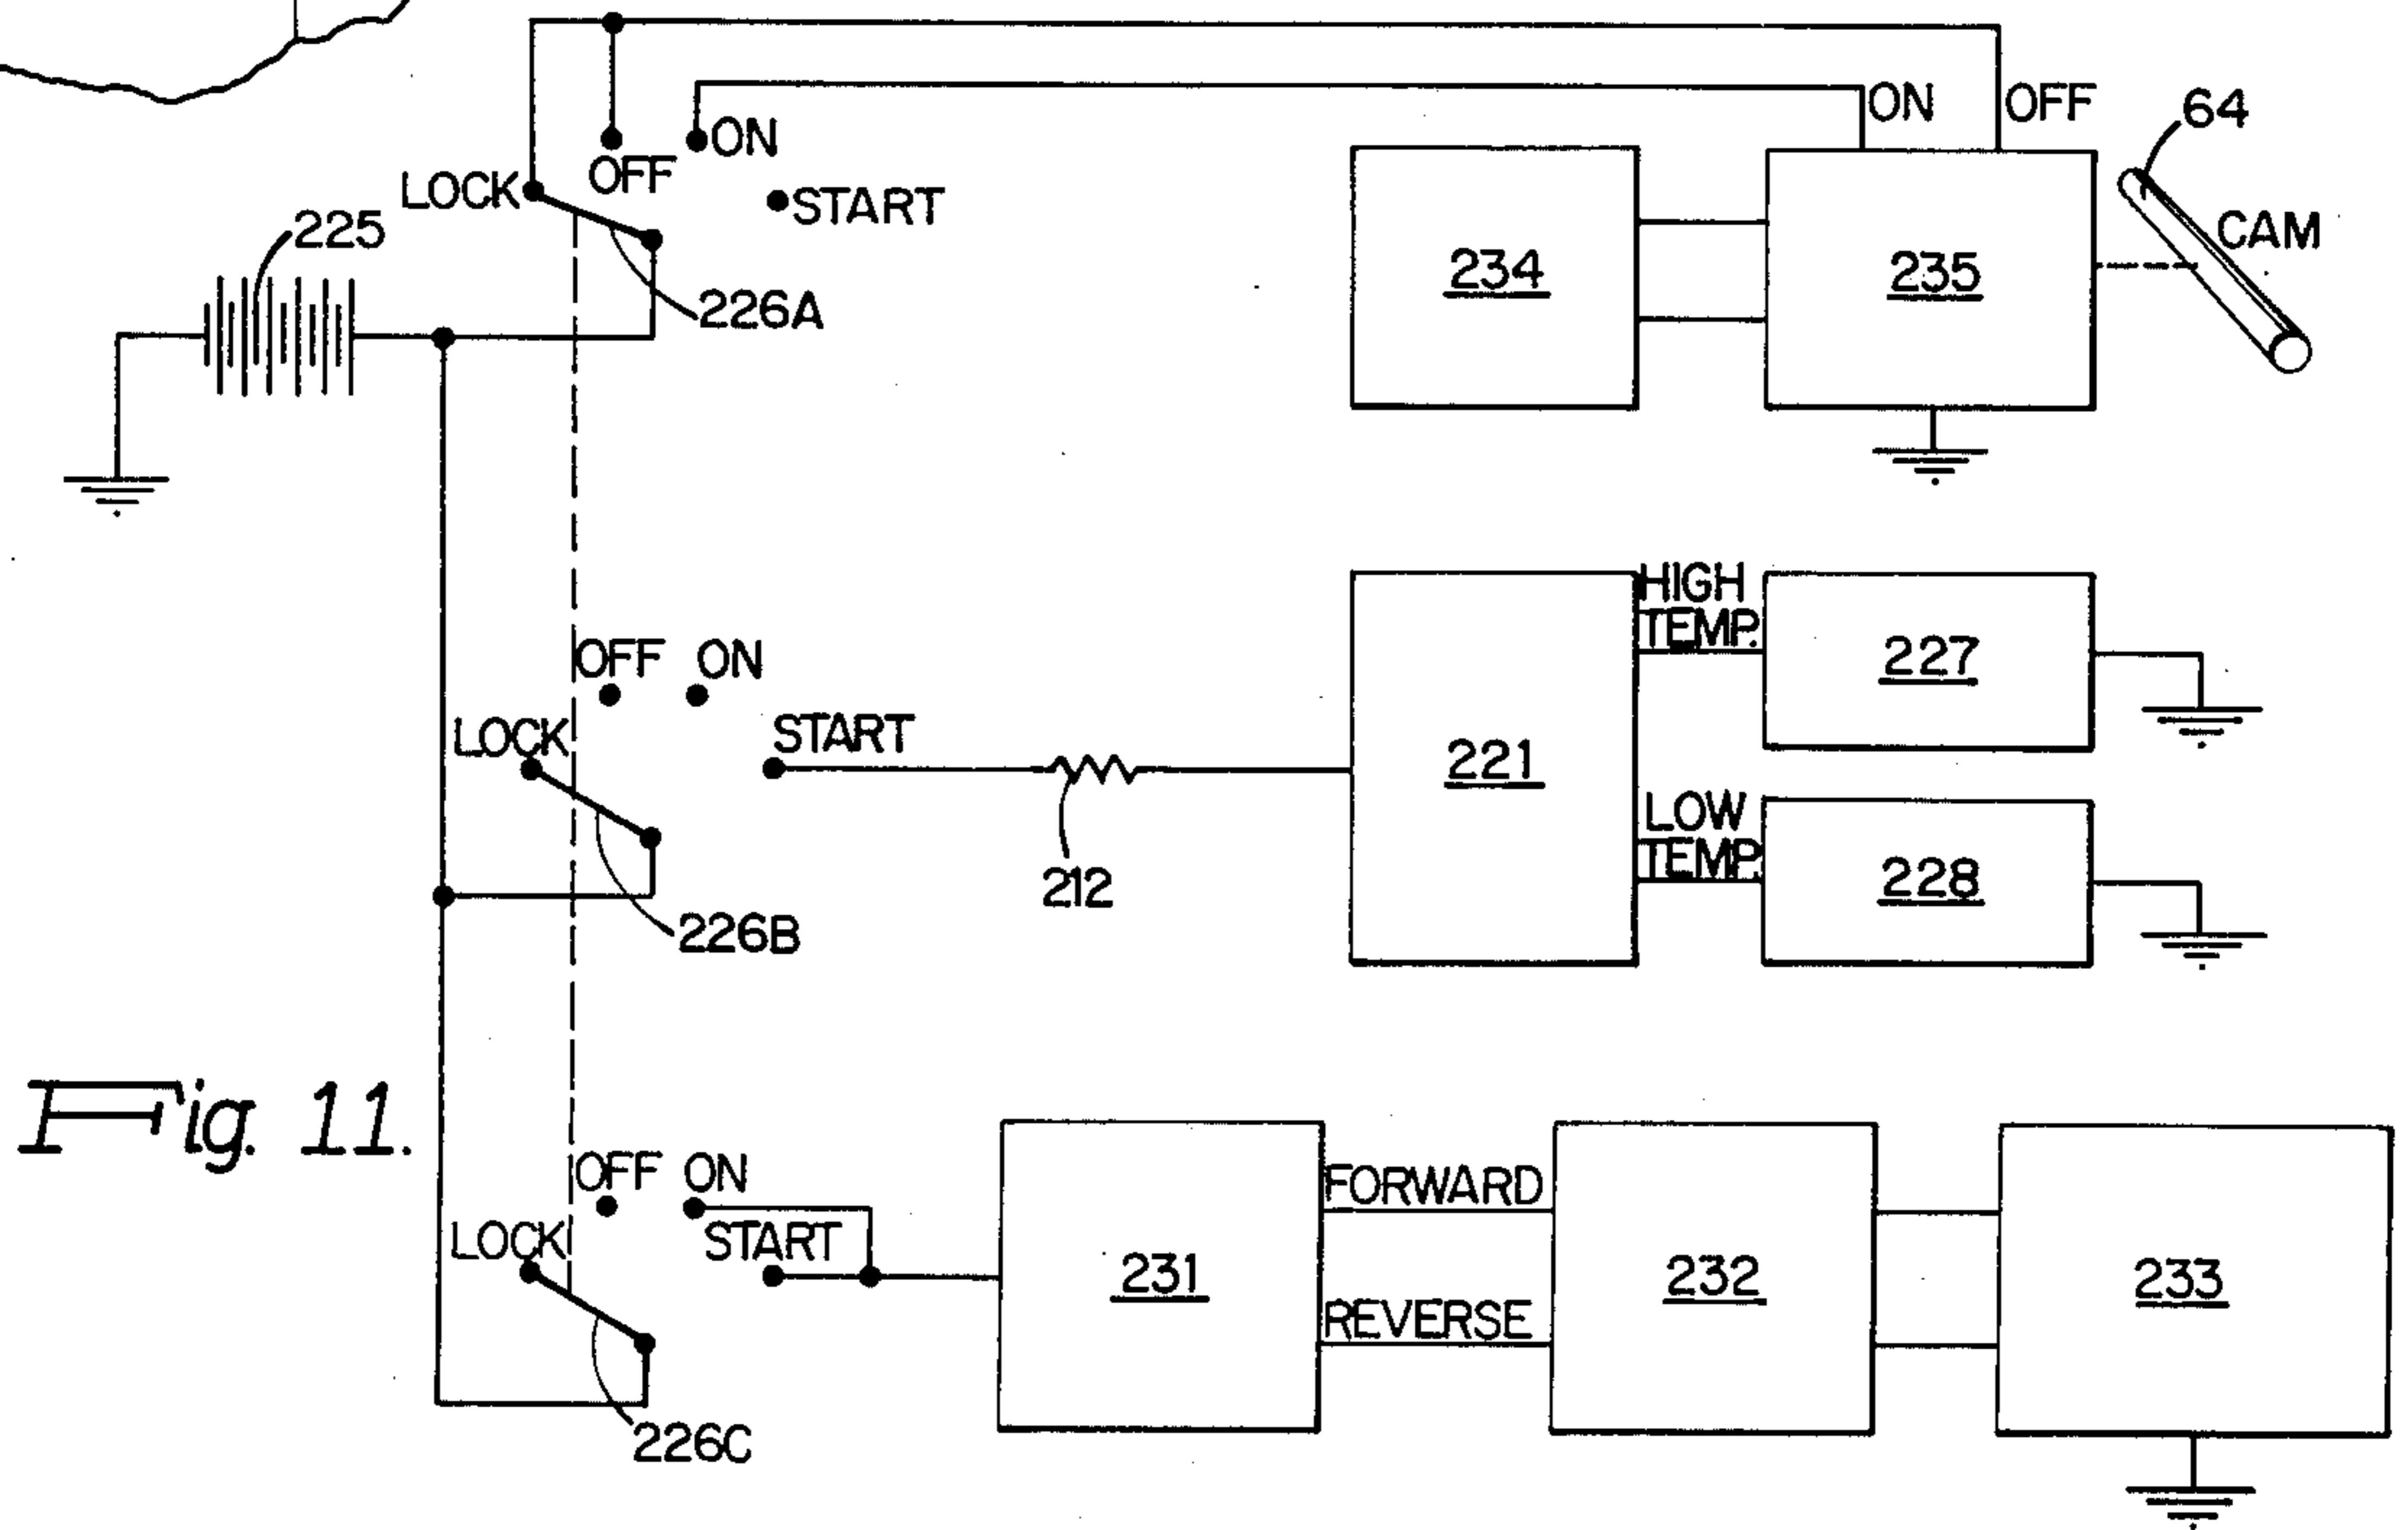 ON OFF 64
ON
OFF
LOCK
START
225
CAM
234 235
226A
HIGH
TEMP.
OFF ON
227
LOCK
START
221
LOW
TEMP.
212
228
226B
Fig. 11.
OFF ON
FORWARD
LOCK
START
231
232
233
REVERSE
226C